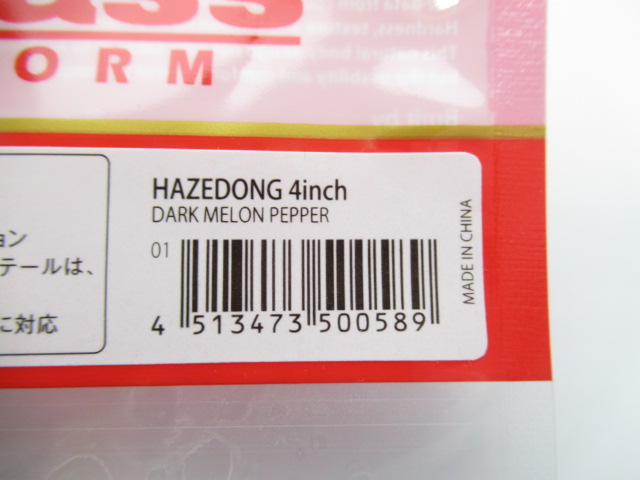 ass
ORM
HAZEDONG 4inch
DARK MELON PEPPER
01
4 513473 500589
MADE IN CHINA
ョン
テールは、
に対応